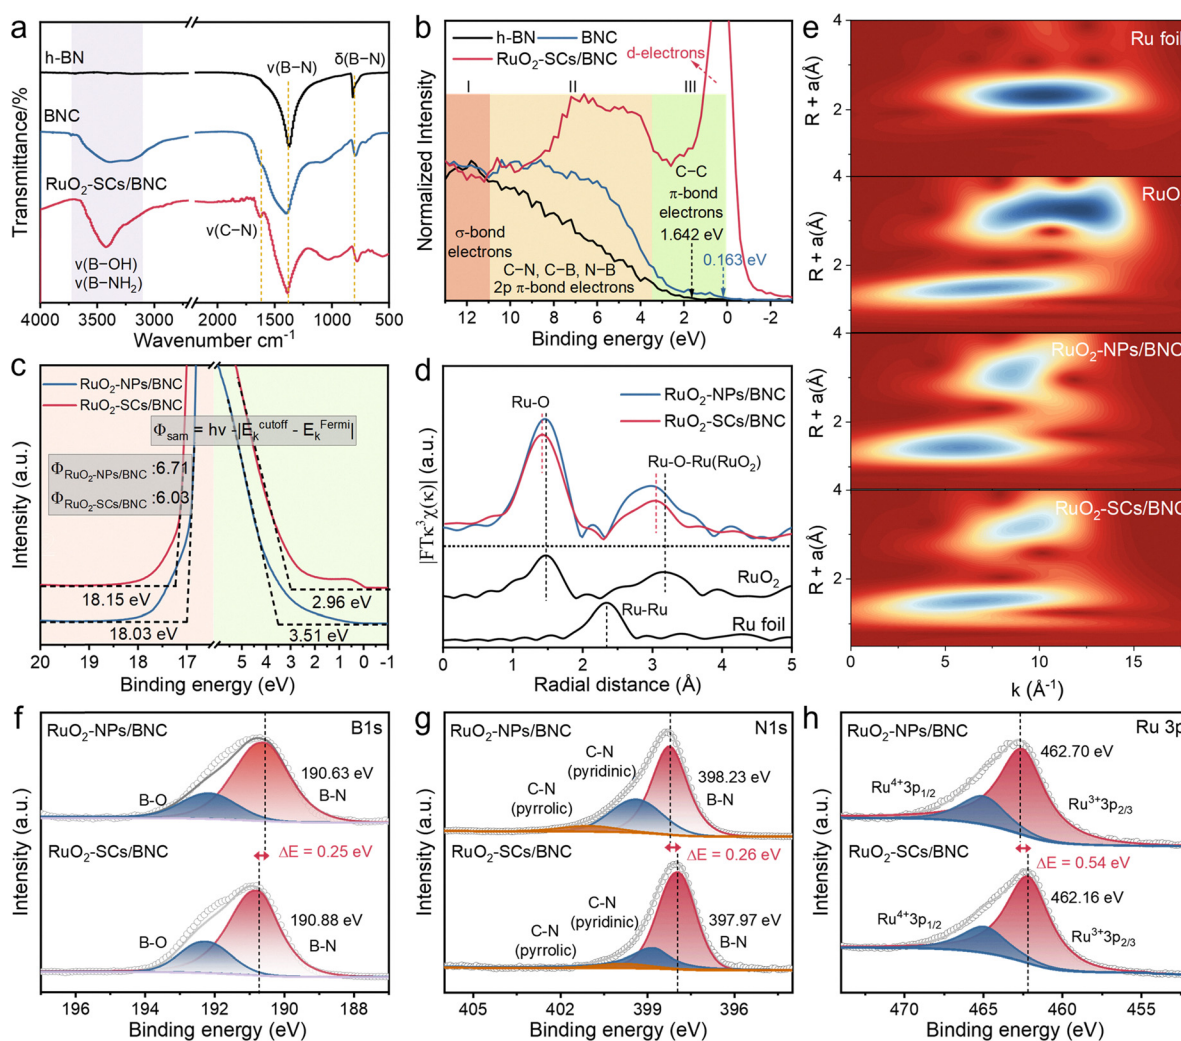 a
h-BN
ν(B−N)
δ(B−N)
BNC
RuO₂-SCs/BNC
ν(C−N)
ν(B−OH)
ν(B−NH₂)
Transmittance/%
4000 3500 3000 2000 1500 1000 500
Wavenumber cm⁻¹
b
h-BN BNC
RuO₂-SCs/BNC
d-electrons
I II III
C−C
π-bond
electrons
1.642 eV
0.163 eV
σ-bond
electrons
C−N, C−B, N−B
2p π-bond electrons
Normalized Intensity
13 12 10 8 6 4 2 0 -2
Binding energy (eV)
c
RuO₂-NPs/BNC
RuO₂-SCs/BNC
Φsam = hν -|Eₖᶜᵘᵗᵒᶠᶠ - EₖFermi|
ΦRuO₂-NPs/BNC :6.71
ΦRuO₂-SCs/BNC :6.03
18.15 eV
2.96 eV
18.03 eV
3.51 eV
Intensity (a.u.)
20 19 18 17 5 4 3 2 1 0 -1
Binding energy (eV)
d
RuO₂-NPs/BNC
RuO₂-SCs/BNC
Ru-O
Ru-O-Ru(RuO₂)
RuO₂
Ru-Ru
Ru foil
|FTκ³χ(κ)| (a.u.)
0 1 2 3 4 5
Radial distance (Å)
e
4
Ru foil
R + a(Å)
2
4
RuO
R + a(Å)
2
4
RuO₂-NPs/BNC
R + a(Å)
2
4
RuO₂-SCs/BNC
R + a(Å)
2
0 5 10 15
k (Å⁻¹)
f
RuO₂-NPs/BNC
B1s
190.63 eV
B-O
B-N
RuO₂-SCs/BNC
ΔE = 0.25 eV
190.88 eV
B-O
B-N
Intensity (a.u.)
196 194 192 190 188
Binding energy (eV)
g
RuO₂-NPs/BNC
N1s
C-N
(pyridinic)
C-N
(pyrrolic)
398.23 eV
B-N
RuO₂-SCs/BNC
ΔE = 0.26 eV
C-N
(pyridinic)
C-N
(pyrrolic)
397.97 eV
B-N
Intensity (a.u.)
405 402 399 396
Binding energy (eV)
h
RuO₂-NPs/BNC
Ru 3p
462.70 eV
Ru⁴⁺3p₁/₂
Ru³⁺3p₂/₃
RuO₂-SCs/BNC
ΔE = 0.54 eV
462.16 eV
Ru⁴⁺3p₁/₂
Ru³⁺3p₂/₃
Intensity (a.u.)
470 465 460 455
Binding energy (eV)